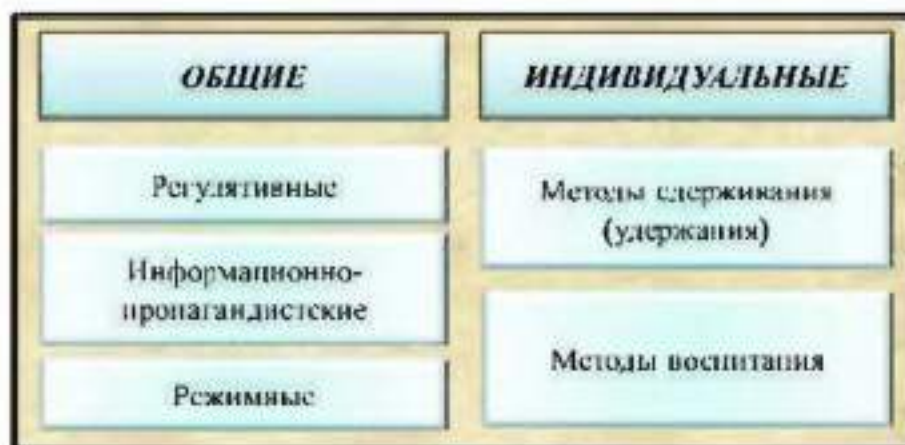 ОБЩИЕ
Регулятивные
Информационно-
пропагандистские
Режимные
ИНДИВИДУАЛЬНЫЕ
Методы сдерживания
(удержания)
Методы воспитания